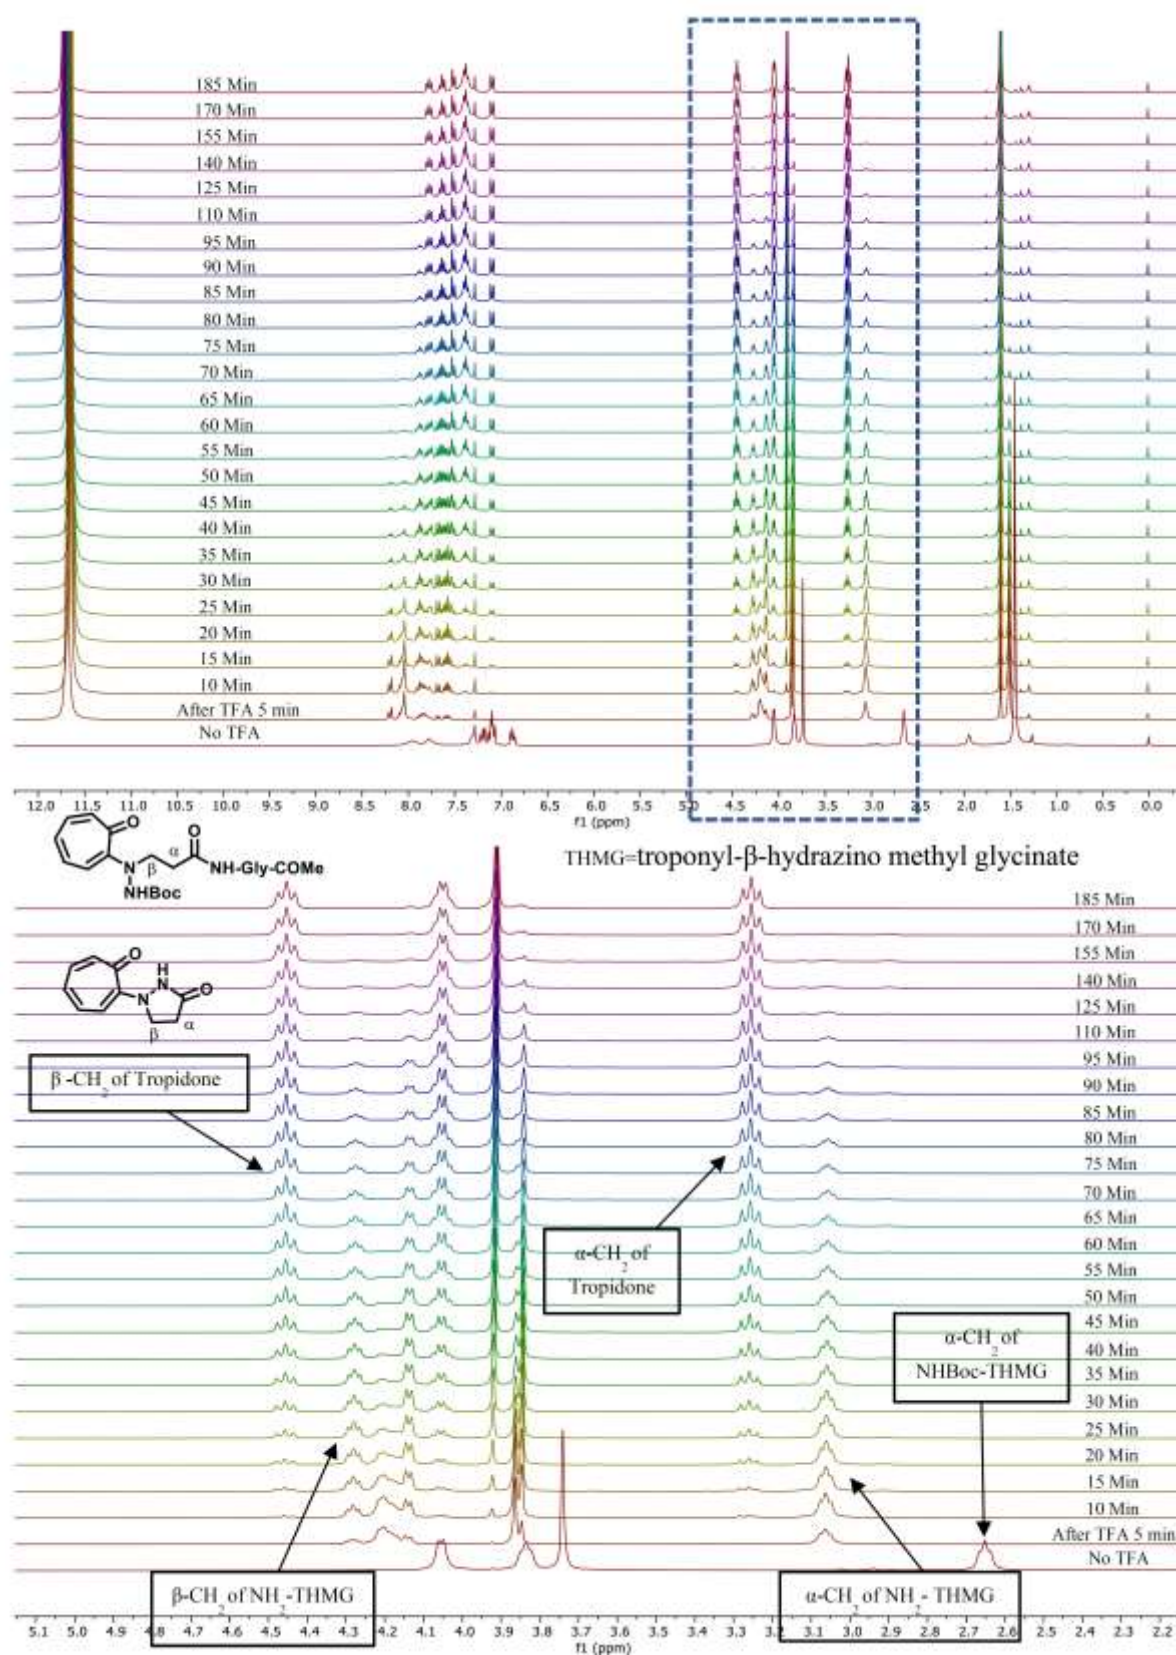 185 Min
170 Min
155 Min
140 Min
125 Min
110 Min
95 Min
90 Min
85 Min
80 Min
75 Min
70 Min
65 Min
60 Min
55 Min
50 Min
45 Min
40 Min
35 Min
30 Min
25 Min
20 Min
15 Min
10 Min
After TFA 5 min
No TFA
12.0 11.5 11.0 10.5 10.0 9.5 9.0 8.5 8.0 7.5 7.0 6.5 6.0 5.5 5.0 4.5 4.0 3.5 3.0 2.5 2.0 1.5 1.0 0.5 0.0
f1 (ppm)
O
O
α
β
N
NH-Gly-COMe
NHBoc
THMG=troponyl-β-hydrazino methyl glycinate
185 Min
170 Min
155 Min
140 Min
125 Min
110 Min
95 Min
90 Min
85 Min
80 Min
75 Min
70 Min
65 Min
60 Min
55 Min
50 Min
45 Min
40 Min
35 Min
30 Min
25 Min
20 Min
15 Min
10 Min
After TFA 5 min
No TFA
O
H
N
N
O
β
α
β -CH2 of Tropidone
α-CH2 of
Tropidone
α-CH2 of
NHBoc-THMG
β-CH2 of NH2-THMG
α-CH2 of NH2 - THMG
5.1 5.0 4.9 4.8 4.7 4.6 4.5 4.4 4.3 4.2 4.1 4.0 3.9 3.8 3.7 3.6 3.5 3.4 3.3 3.2 3.1 3.0 2.9 2.8 2.7 2.6 2.5 2.4 2.3 2.2
f1 (ppm)